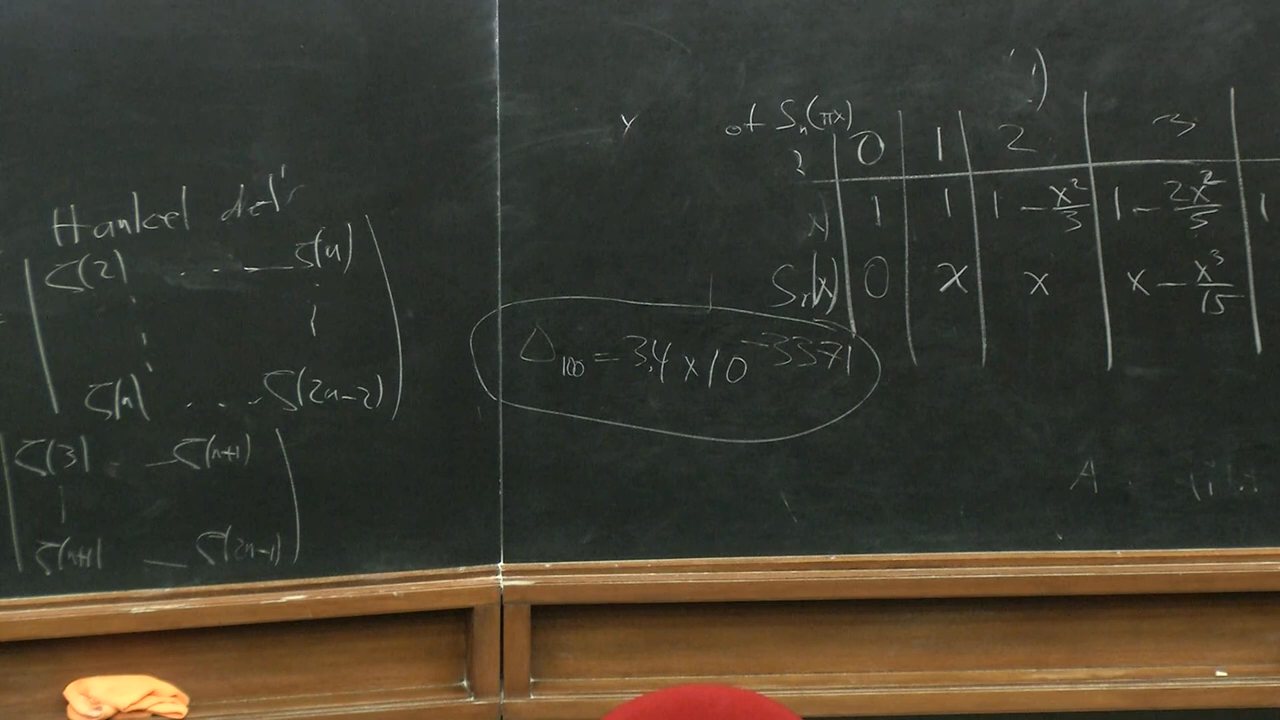 Hankel det's
ζ(2) . . . — ζ(n)
ζ(n) . . . . ζ(2n-2)
ζ(3) - — ζ(n+1)
ζ(n+1) — ζ(2n-1)
Δ₁₀₀ = 3.4 × 10^-3371
of Sₙ(πx)
0 | 1 | 2 | 3
1 | 1 | 1 - x²/3 | 1 - 2x²/5 | 1
Sₙ(x) | 0 | x | x | x - x³/15